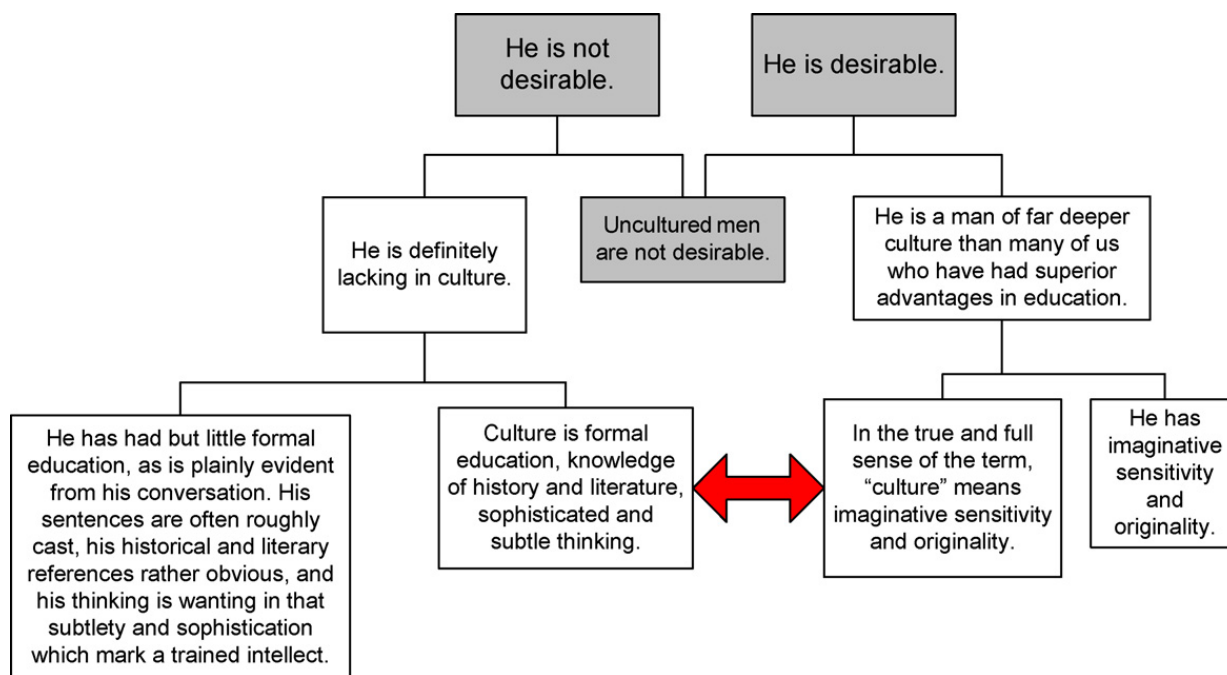 He is not
desirable.
He is desirable.
He is definitely
lacking in culture.
Uncultured men
are not desirable.
He is a man of far deeper
culture than many of us
who have had superior
advantages in education.
He has had but little formal
education, as is plainly evident
from his conversation. His
sentences are often roughly
cast, his historical and literary
references rather obvious, and
his thinking is wanting in that
subtlety and sophistication
which mark a trained intellect.
Culture is formal
education, knowledge
of history and literature,
sophisticated and
subtle thinking.
In the true and full
sense of the term,
“culture” means
imaginative sensitivity
and originality.
He has
imaginative
sensitivity
and
originality.